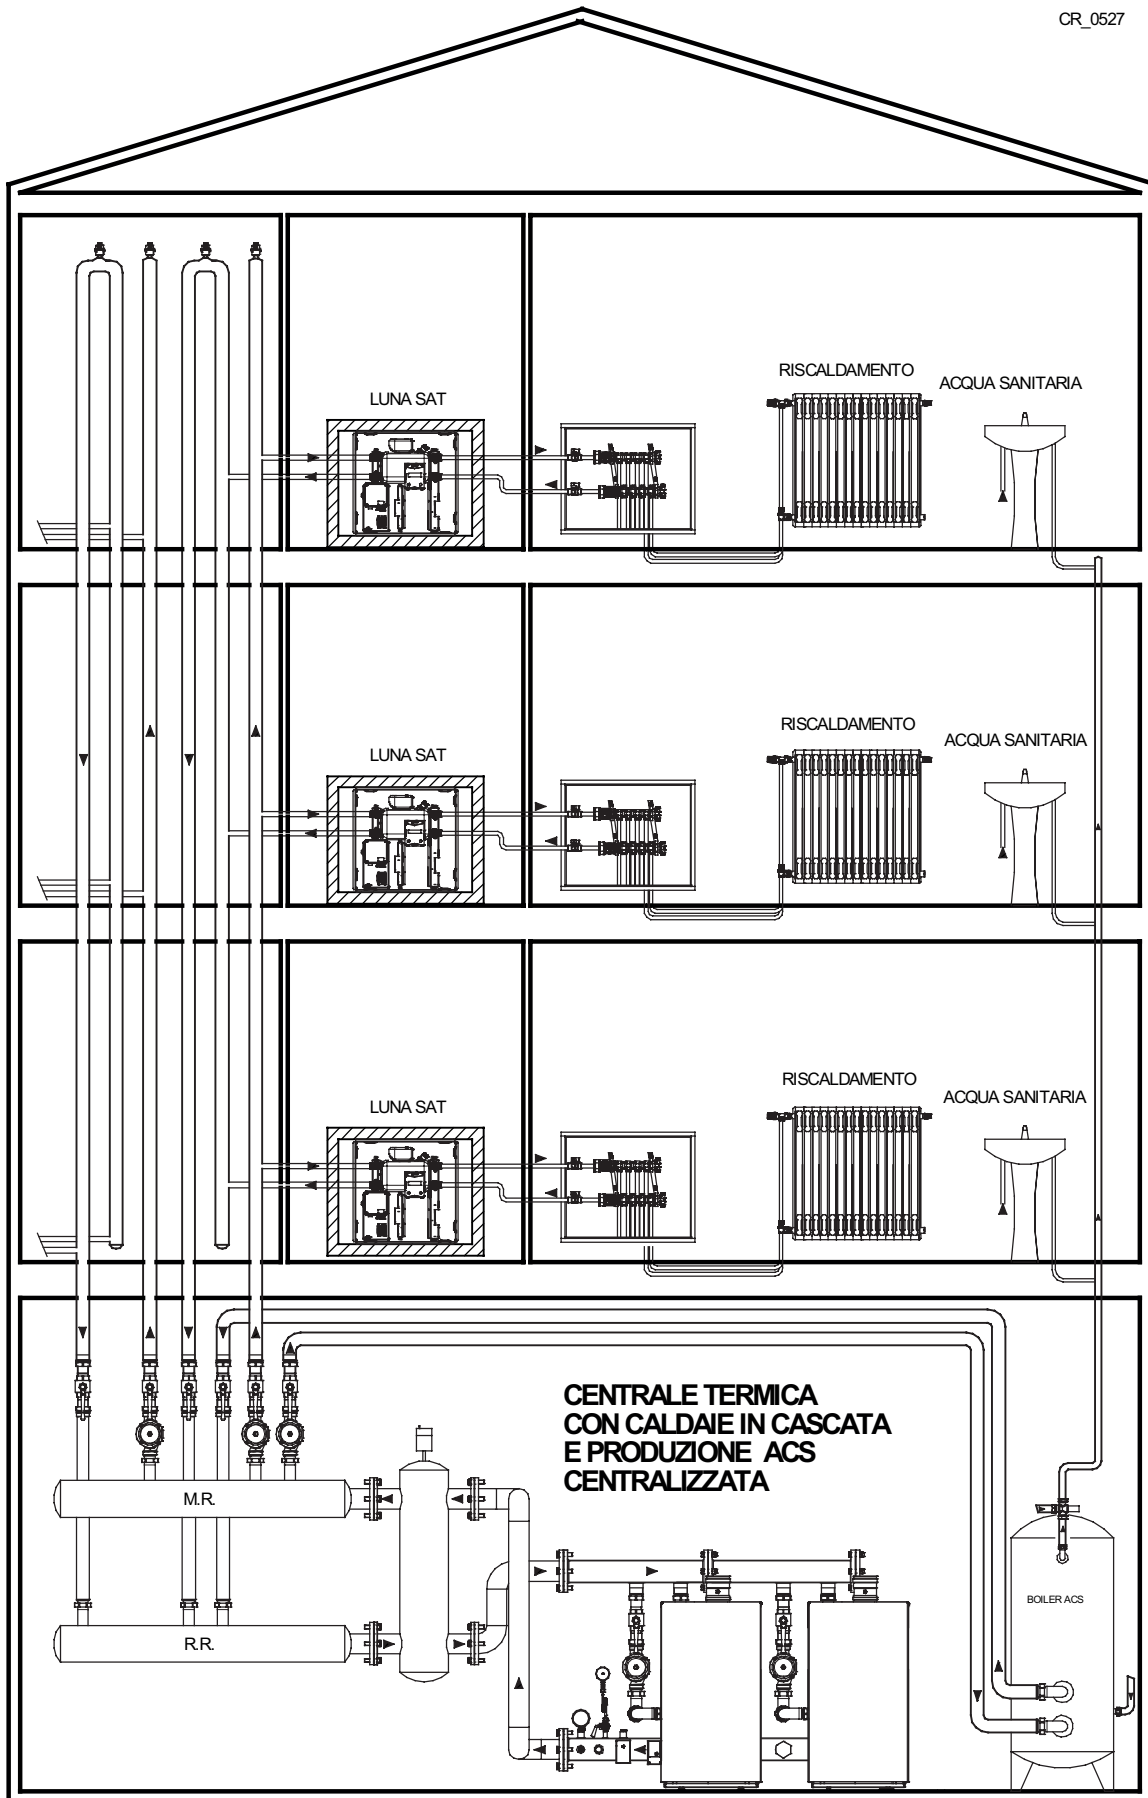 CR_0527
RISCALDAMENTO
ACQUA SANITARIA
LUNA SAT
RISCALDAMENTO
ACQUA SANITARIA
LUNA SAT
RISCALDAMENTO
ACQUA SANITARIA
LUNA SAT
CENTRALE TERMICA
CON CALDAIE IN CASCATA
E PRODUZIONE ACS
CENTRALIZZATA
M.R.
BOILER ACS
R.R.